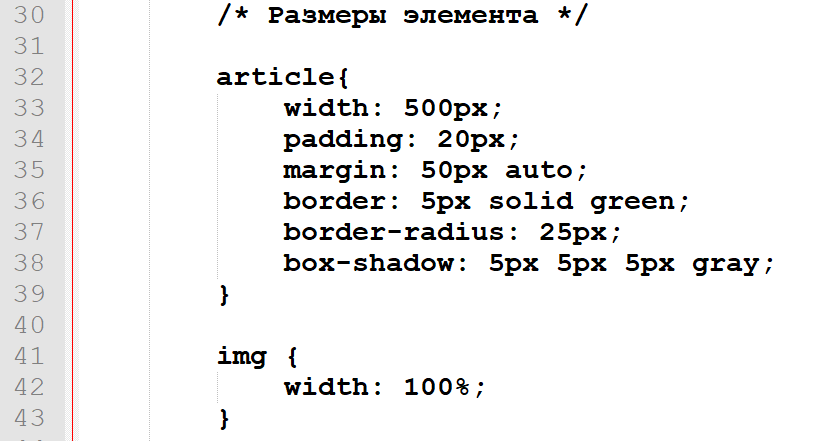 30 /* Размеры элемента */
31
32 article{
33 width: 500px;
34 padding: 20px;
35 margin: 50px auto;
36 border: 5px solid green;
37 border-radius: 25px;
38 box-shadow: 5px 5px 5px gray;
39 }
40
41 img {
42 width: 100%;
43 }